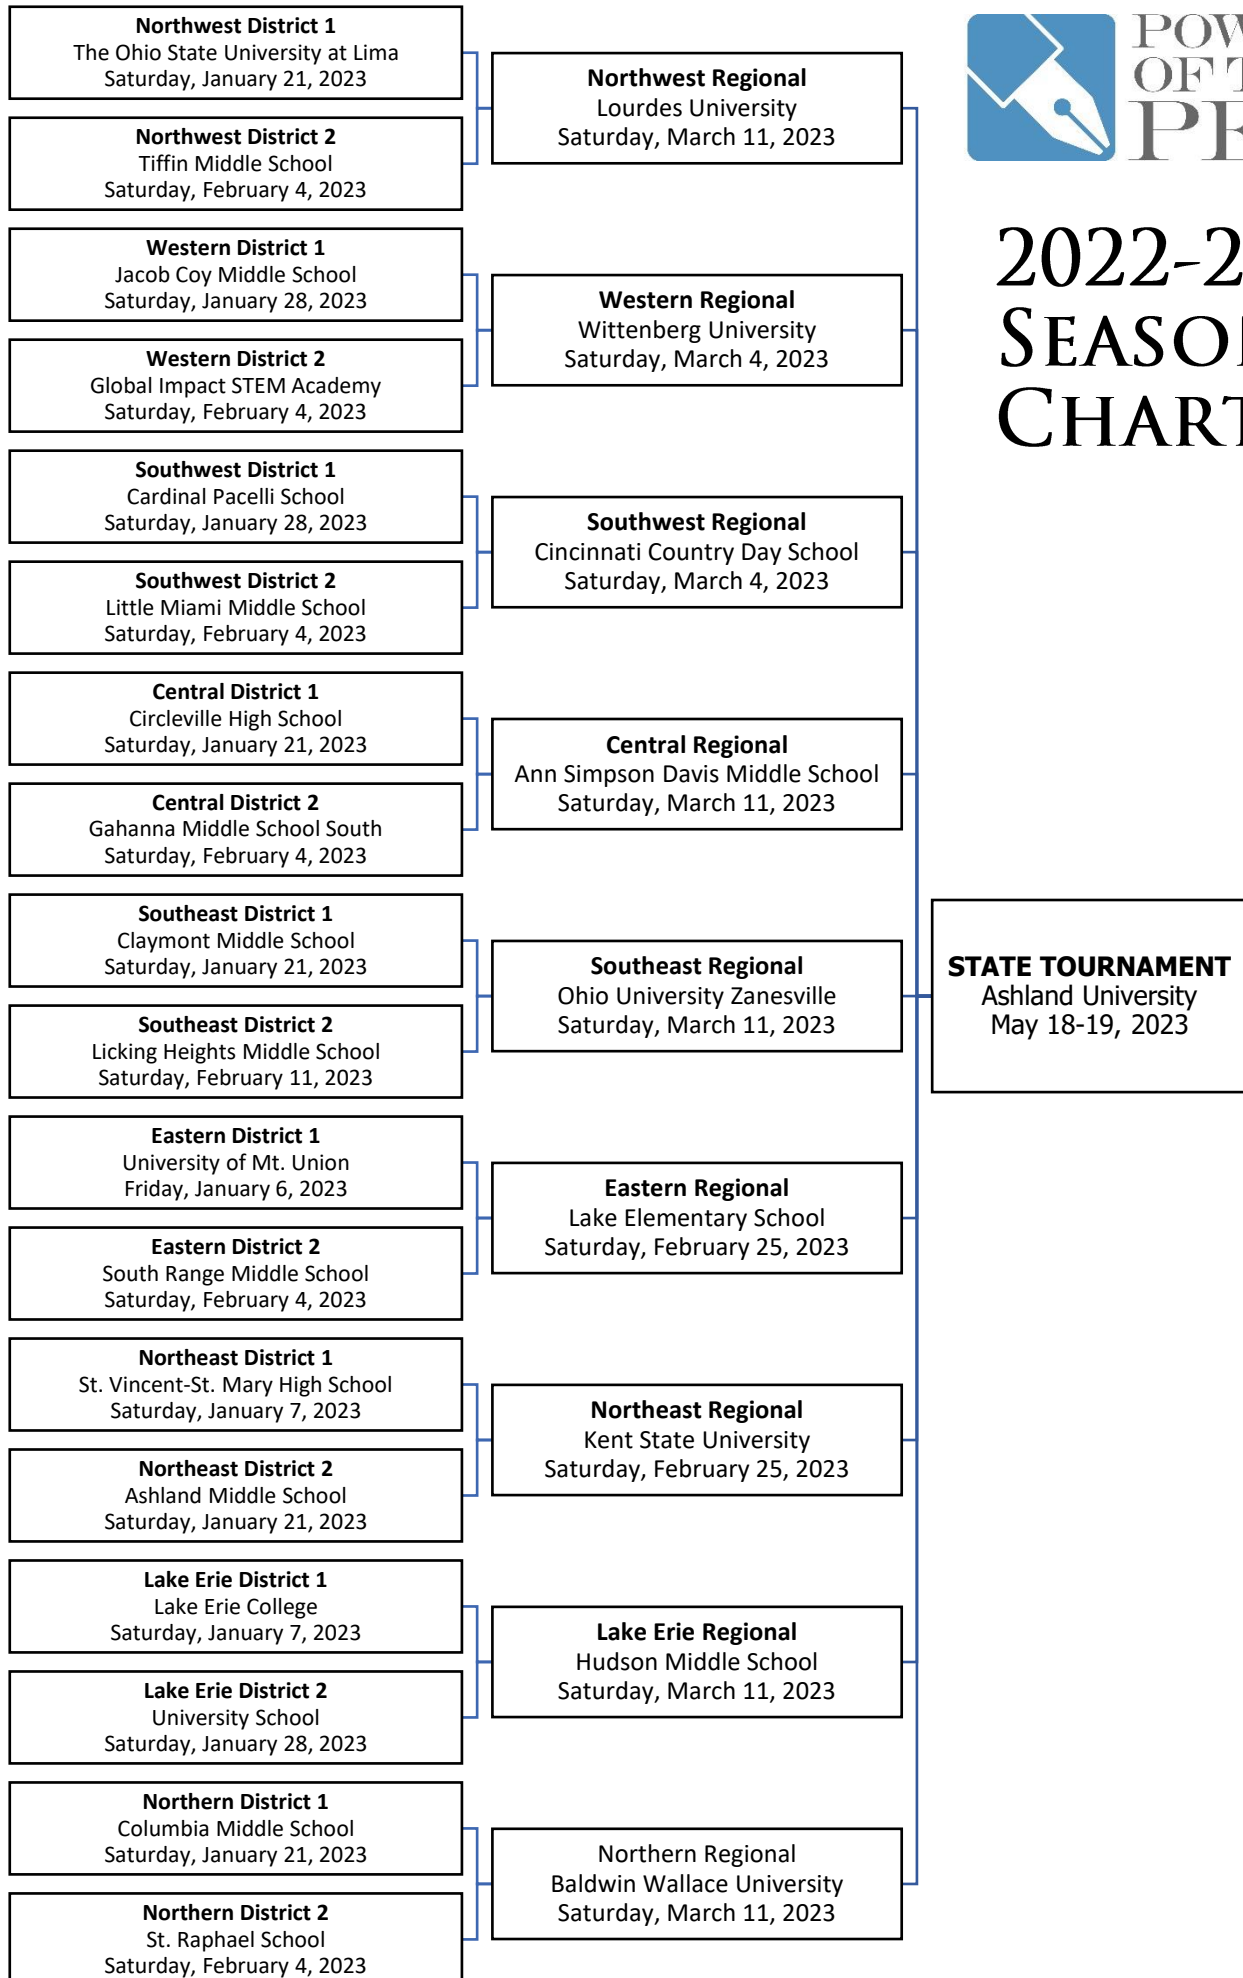 Northwest District 1
The Ohio State University at Lima
Saturday, January 21, 2023
Northwest District 2
Tiffin Middle School
Saturday, February 4, 2023
Northwest Regional
Lourdes University
Saturday, March 11, 2023
Western District 1
Jacob Coy Middle School
Saturday, January 28, 2023
Western District 2
Global Impact STEM Academy
Saturday, February 4, 2023
Western Regional
Wittenberg University
Saturday, March 4, 2023
Southwest District 1
Cardinal Pacelli School
Saturday, January 28, 2023
Southwest District 2
Little Miami Middle School
Saturday, February 4, 2023
Southwest Regional
Cincinnati Country Day School
Saturday, March 4, 2023
Central District 1
Circleville High School
Saturday, January 21, 2023
Central District 2
Gahanna Middle School South
Saturday, February 4, 2023
Central Regional
Ann Simpson Davis Middle School
Saturday, March 11, 2023
Southeast District 1
Claymont Middle School
Saturday, January 21, 2023
Southeast District 2
Licking Heights Middle School
Saturday, February 11, 2023
Southeast Regional
Ohio University Zanesville
Saturday, March 11, 2023
Eastern District 1
University of Mt. Union
Friday, January 6, 2023
Eastern District 2
South Range Middle School
Saturday, February 4, 2023
Eastern Regional
Lake Elementary School
Saturday, February 25, 2023
Northeast District 1
St. Vincent-St. Mary High School
Saturday, January 7, 2023
Northeast District 2
Ashland Middle School
Saturday, January 21, 2023
Northeast Regional
Kent State University
Saturday, February 25, 2023
Lake Erie District 1
Lake Erie College
Saturday, January 7, 2023
Lake Erie District 2
University School
Saturday, January 28, 2023
Lake Erie Regional
Hudson Middle School
Saturday, March 11, 2023
Northern District 1
Columbia Middle School
Saturday, January 21, 2023
Northern District 2
St. Raphael School
Saturday, February 4, 2023
Northern Regional
Baldwin Wallace University
Saturday, March 11, 2023
STATE TOURNAMENT
Ashland University
May 18-19, 2023
OF
2022-2